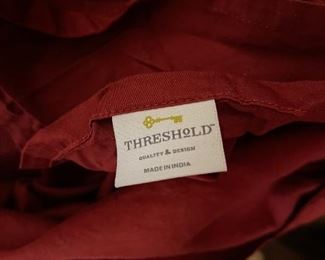 THRESHOLD™
QUALITY & DESIGN
MADE IN INDIA